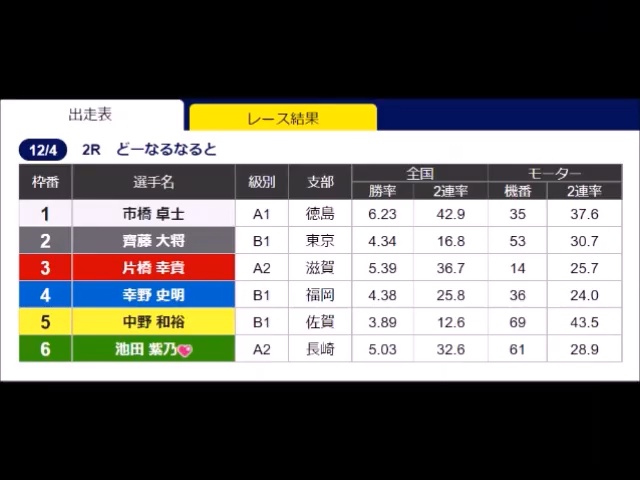 出走表
レース結果
12/4 2R どーなるなると
枠番 選手名 級別 支部 全国 モーター
勝率 2連率 機番 2連率
1 市橋 卓士 A1 徳島 6.23 42.9 35 37.6
2 齊藤 大将 B1 東京 4.34 16.8 53 30.7
3 片橋 幸貴 A2 滋賀 5.39 36.7 14 25.7
4 幸野 史明 B1 福岡 4.38 25.8 36 24.0
5 中野 和裕 B1 佐賀 3.89 12.6 69 43.5
6 池田 紫乃 A2 長崎 5.03 32.6 61 28.9